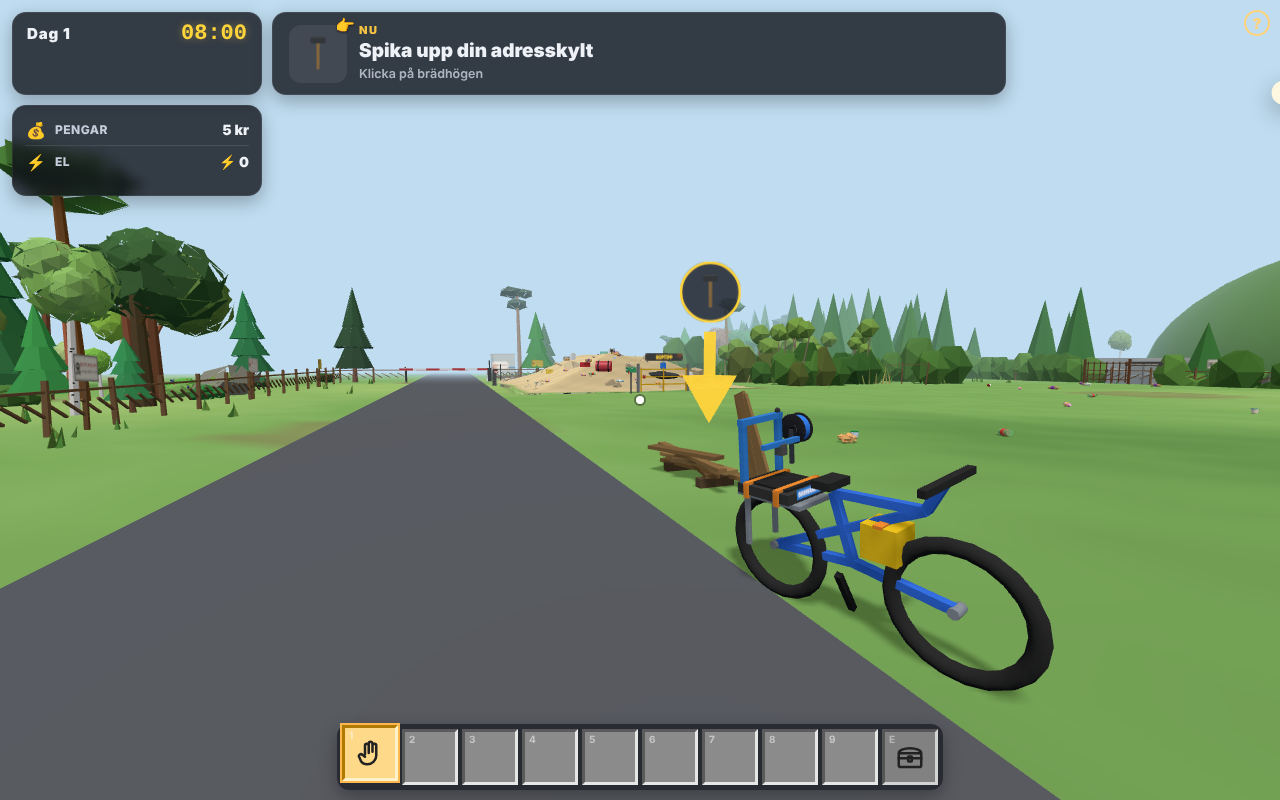 Dag 1
08:00
NU
Spika upp din adresskylt
Klicka på brädhögen
PENGAR
5 kr
EL
0
1
2
3
4
5
6
7
8
9
E